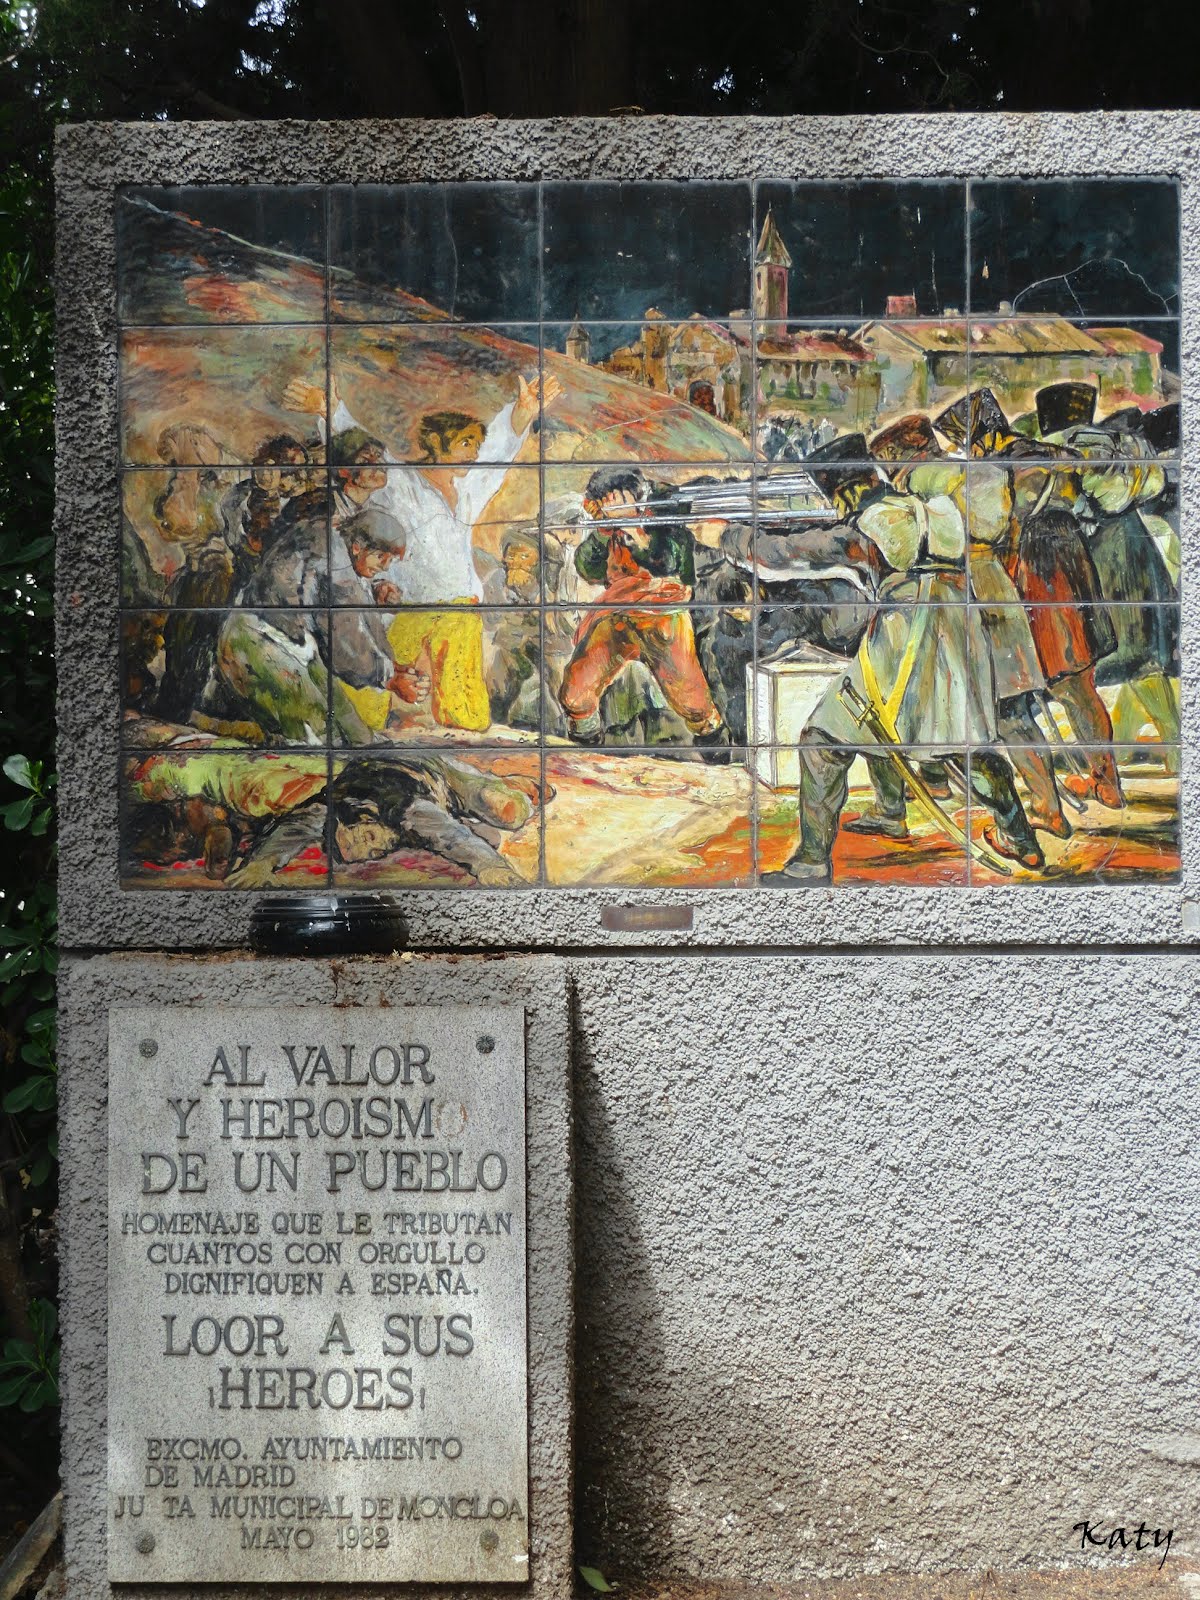 AL VALOR
Y HEROISMO
DE UN PUEBLO
HOMENAJE QUE LE TRIBUTAN
CUANTOS CON ORGULLO
DIGNIFIQUEN A ESPAÑA.
LOOR A SUS
¡HEROES!
EXCMO. AYUNTAMIENTO
DE MADRID
JU TA MUNICIPAL DE MONCLOA
MAYO 1982
Katy